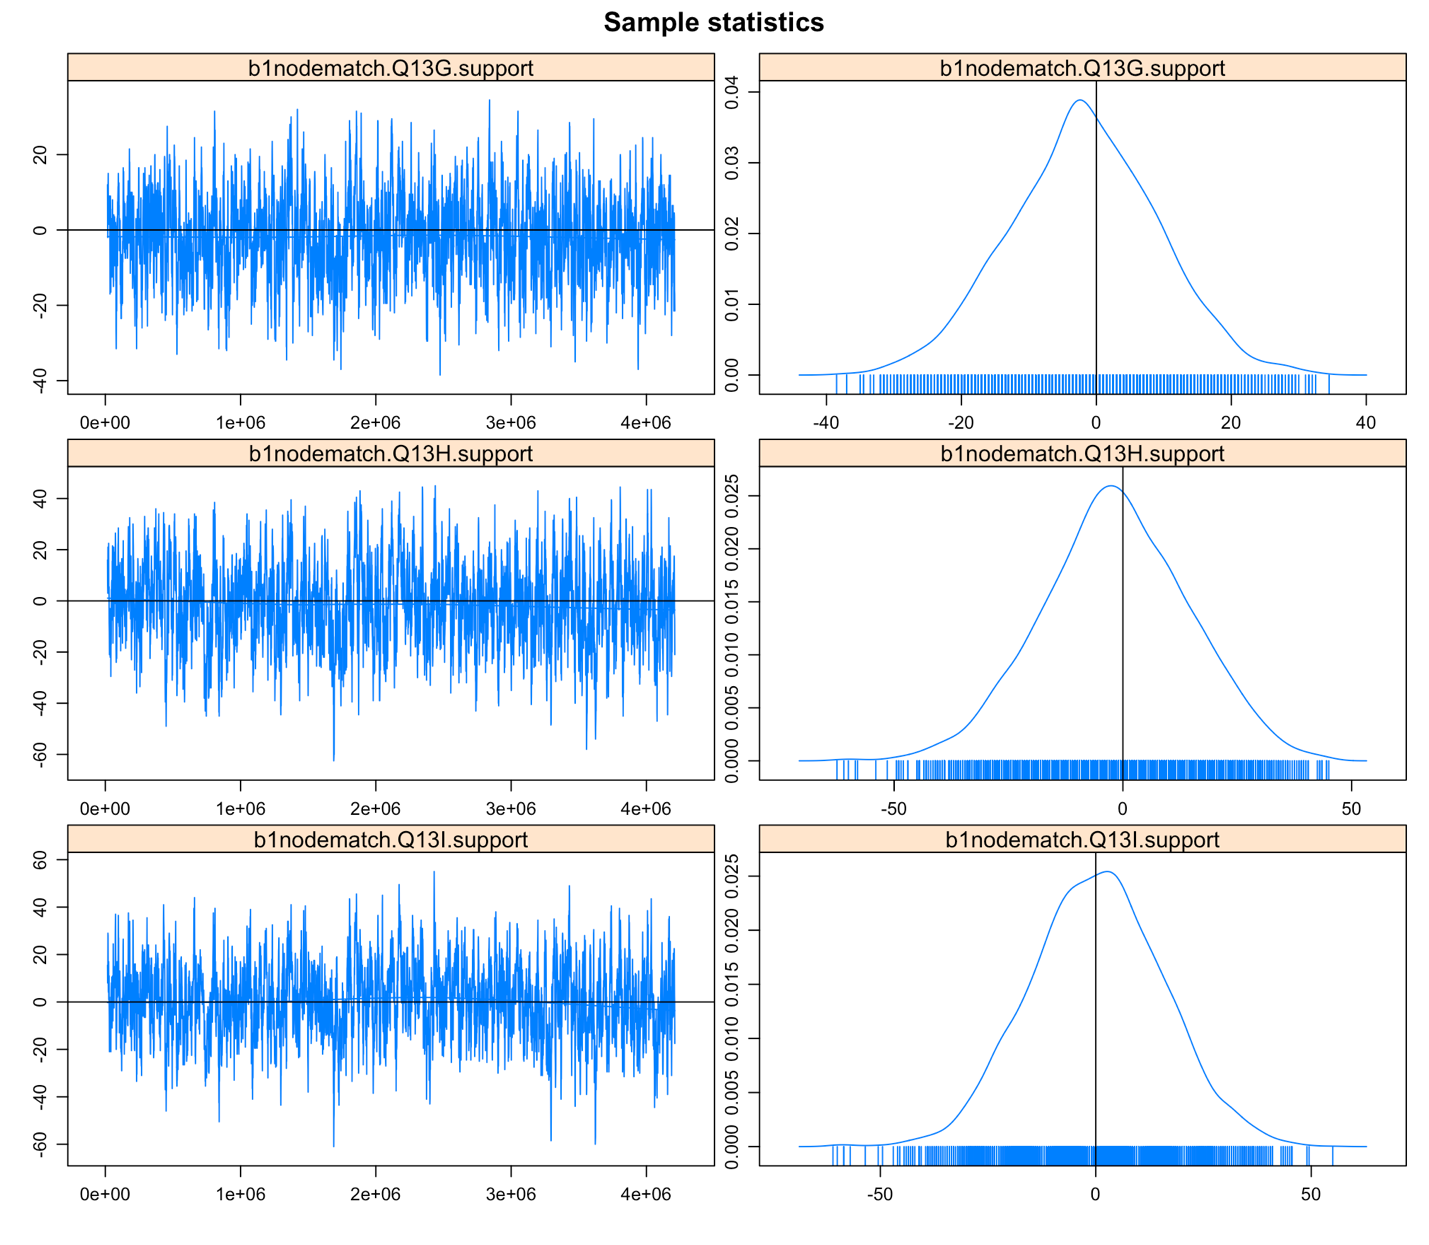 Sample statistics
b1nodematch.Q13G.support
b1nodematch.Q13G.support
20
0
-20
-40
0e+00 1e+06 2e+06 3e+06 4e+06
0.04
0.03
0.02
0.01
0.00
-40 -20 0 20 40
b1nodematch.Q13H.support
b1nodematch.Q13H.support
40
20
0
-20
-40
-60
0e+00 1e+06 2e+06 3e+06 4e+06
0.025
0.020
0.015
0.010
0.005
0.000
-50 0 50
b1nodematch.Q13I.support
b1nodematch.Q13I.support
60
40
20
0
-20
-40
-60
0e+00 1e+06 2e+06 3e+06 4e+06
0.025
0.020
0.015
0.010
0.005
0.000
-50 0 50